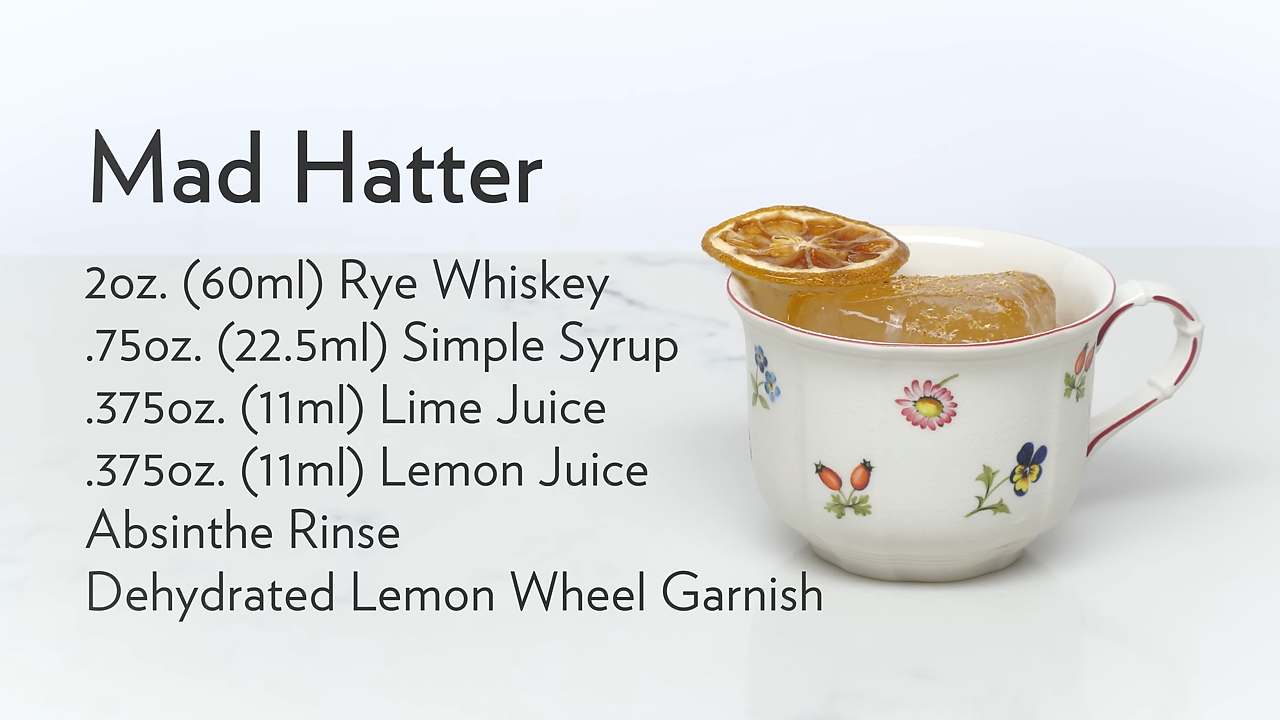 Mad Hatter
2oz. (60ml) Rye Whiskey
.75oz. (22.5ml) Simple Syrup
.375oz. (11ml) Lime Juice
.375oz. (11ml) Lemon Juice
Absinthe Rinse
Dehydrated Lemon Wheel Garnish